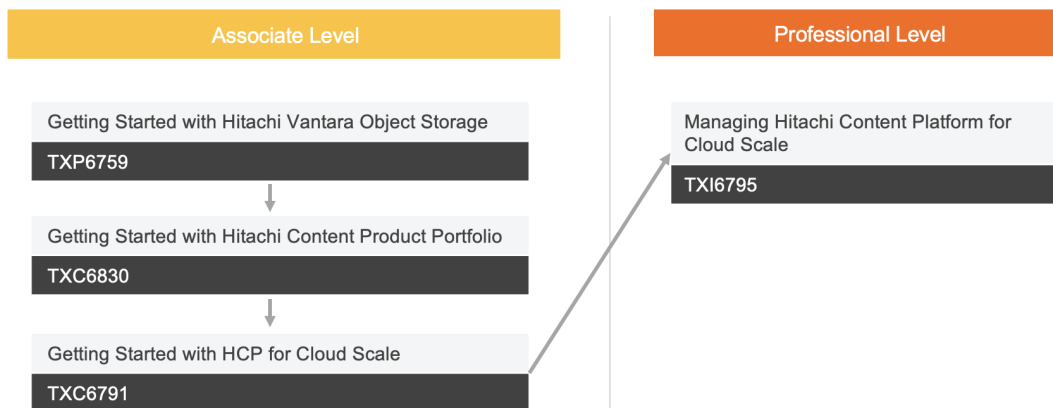 Associate Level
Getting Started with Hitachi Vantara Object Storage
TXP6759
Getting Started with Hitachi Content Product Portfolio
TXC6830
Getting Started with HCP for Cloud Scale
TXC6791
Professional Level
Managing Hitachi Content Platform for
Cloud Scale
TXI6795